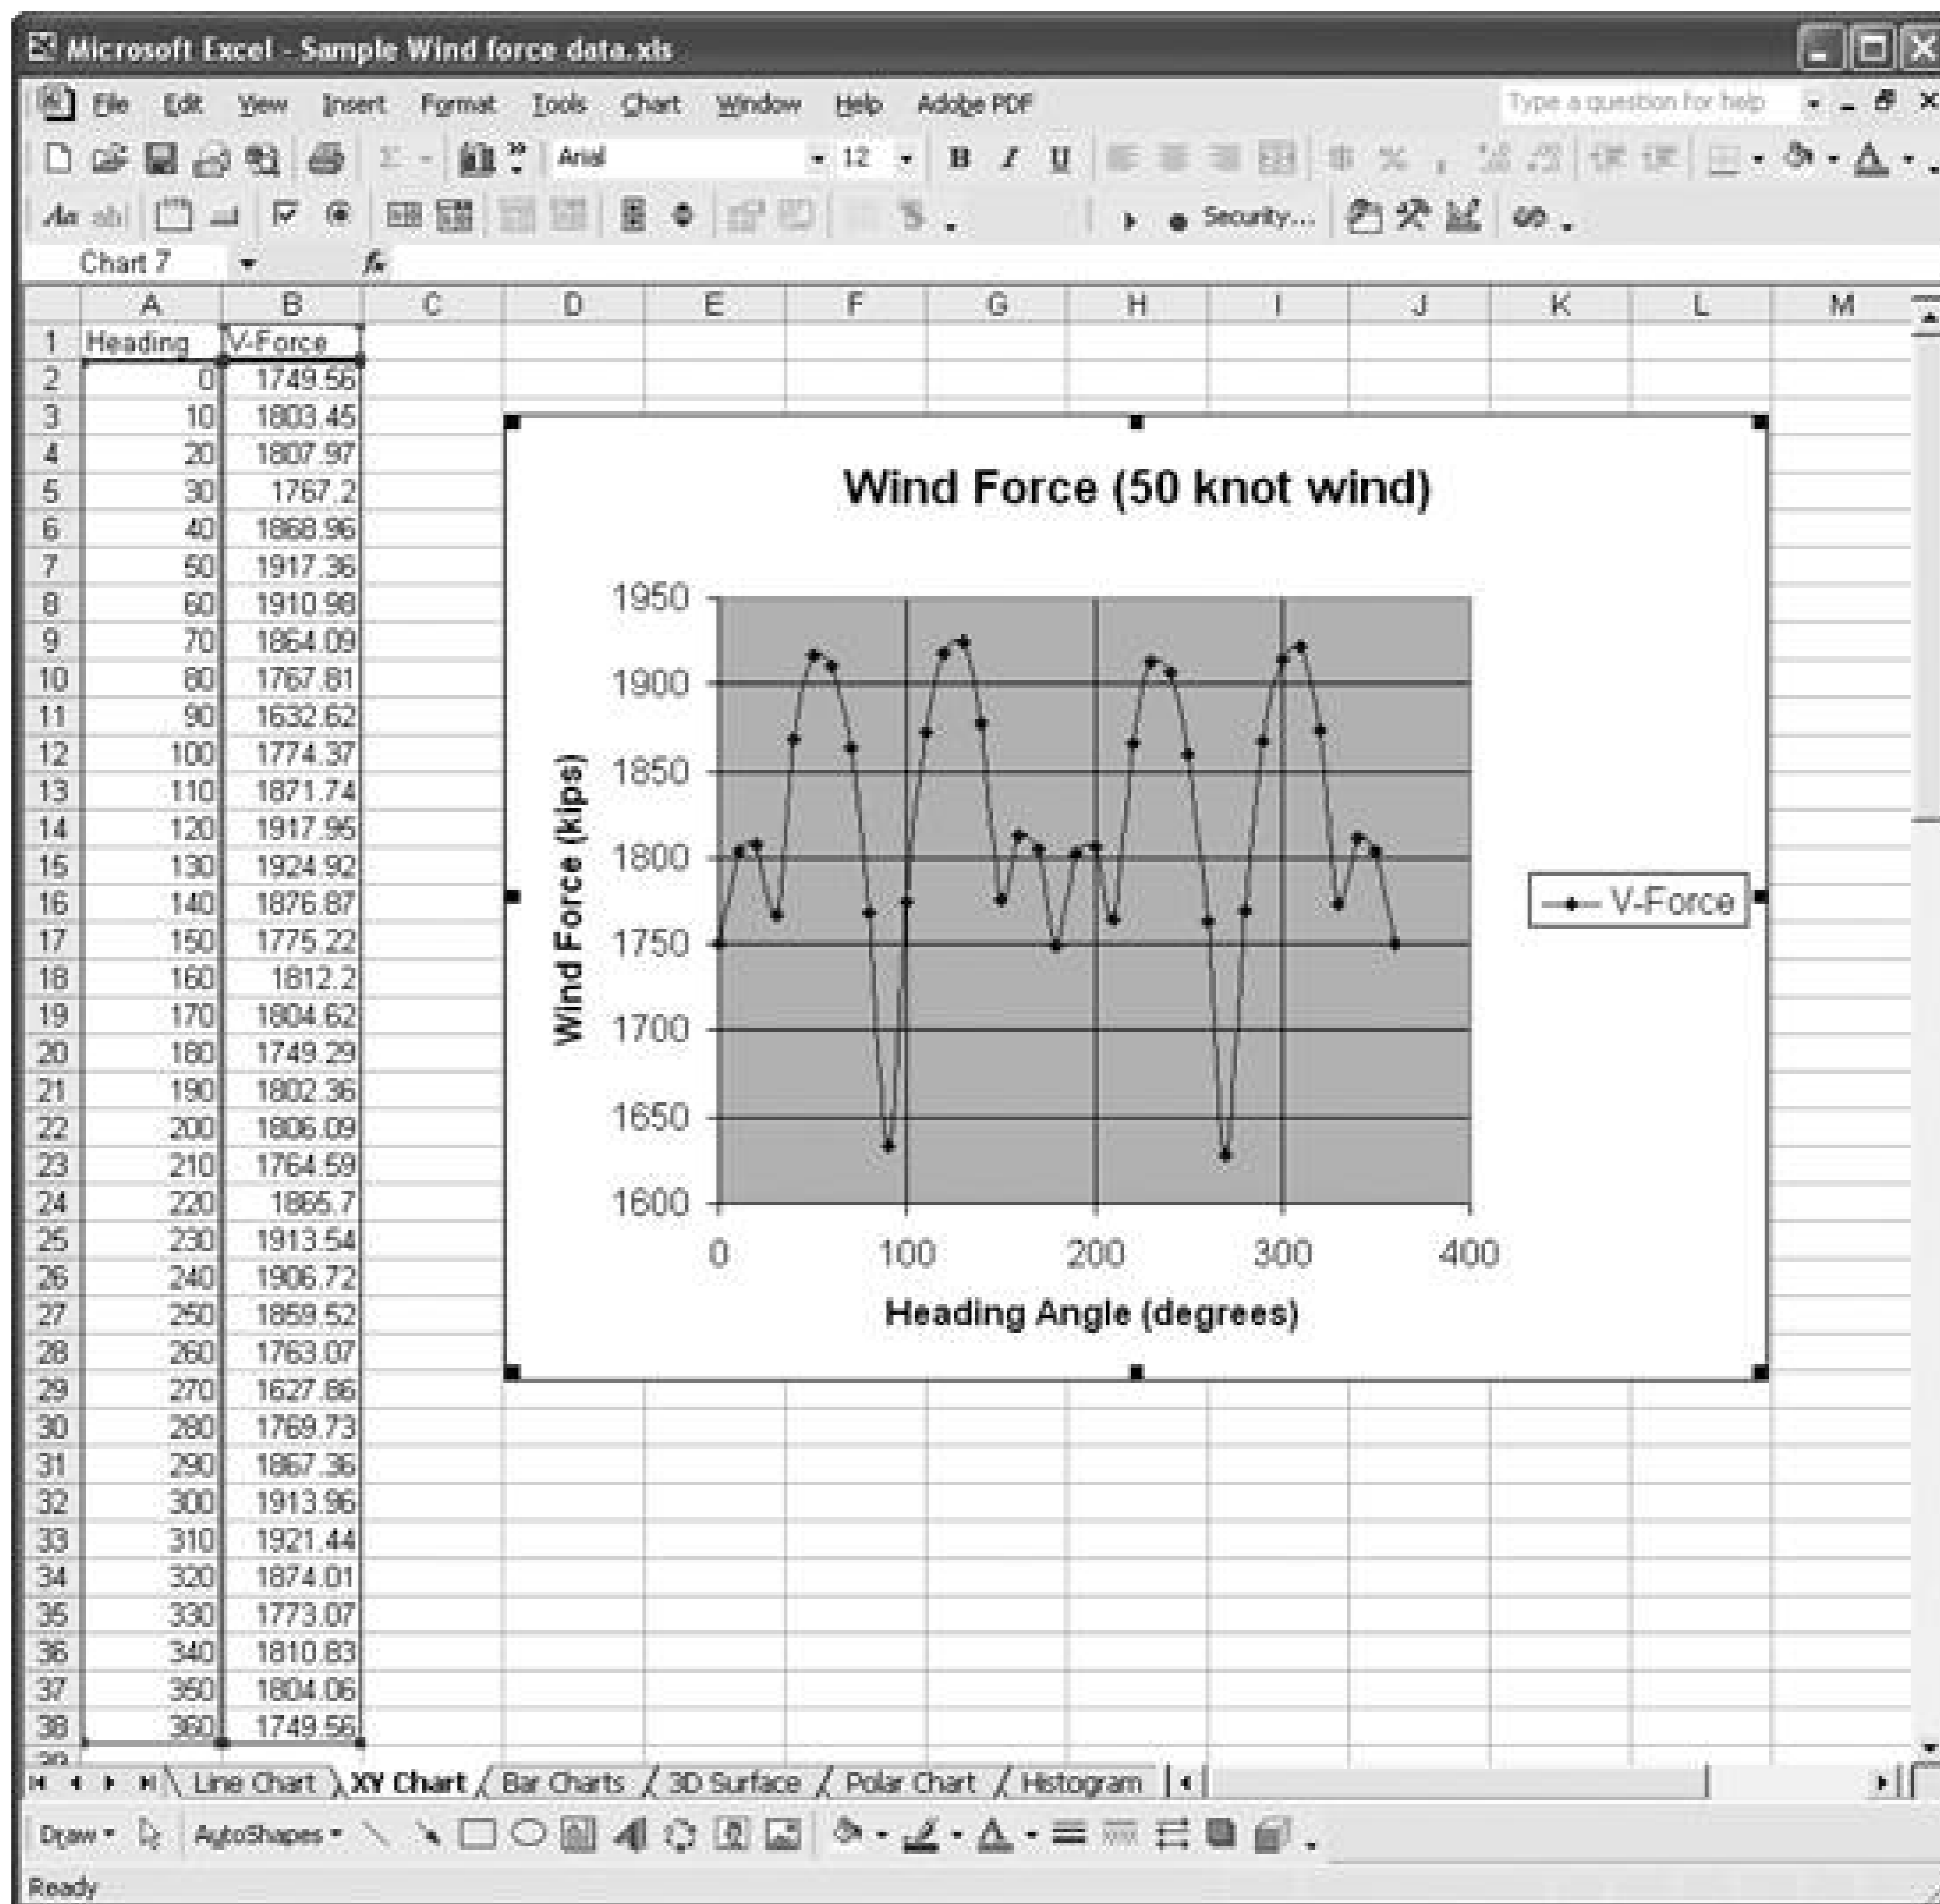 Microsoft Excel - Sample Wind force data.xls
File Edit View Insert Format Tools Chart Window Help Adobe PDF Type a question for help
Arial 12 B I U
Security...
Chart 7 fx
A B C D E F G H I J K L M
1 Heading V-Force
2 0 1749.56
3 10 1803.45
4 20 1807.97
5 30 1767.2
6 40 1868.96
7 50 1917.36
8 60 1910.98
9 70 1864.09
10 80 1767.81
11 90 1632.62
12 100 1774.37
13 110 1871.74
14 120 1917.95
15 130 1924.92
16 140 1876.87
17 150 1775.22
18 160 1812.2
19 170 1804.62
20 180 1749.29
21 190 1802.36
22 200 1806.09
23 210 1764.59
24 220 1865.7
25 230 1913.54
26 240 1906.72
27 250 1859.52
28 260 1763.07
29 270 1627.86
30 280 1769.73
31 290 1867.36
32 300 1913.96
33 310 1921.44
34 320 1874.01
35 330 1773.07
36 340 1810.83
37 350 1804.06
38 360 1749.56
Wind Force (50 knot wind)
Wind Force (kips)
1950
1900
1850
1800
1750
1700
1650
1600
0 100 200 300 400
Heading Angle (degrees)
V-Force
Line Chart XY Chart Bar Charts 3D Surface Polar Chart Histogram
Draw AutoShapes
Ready